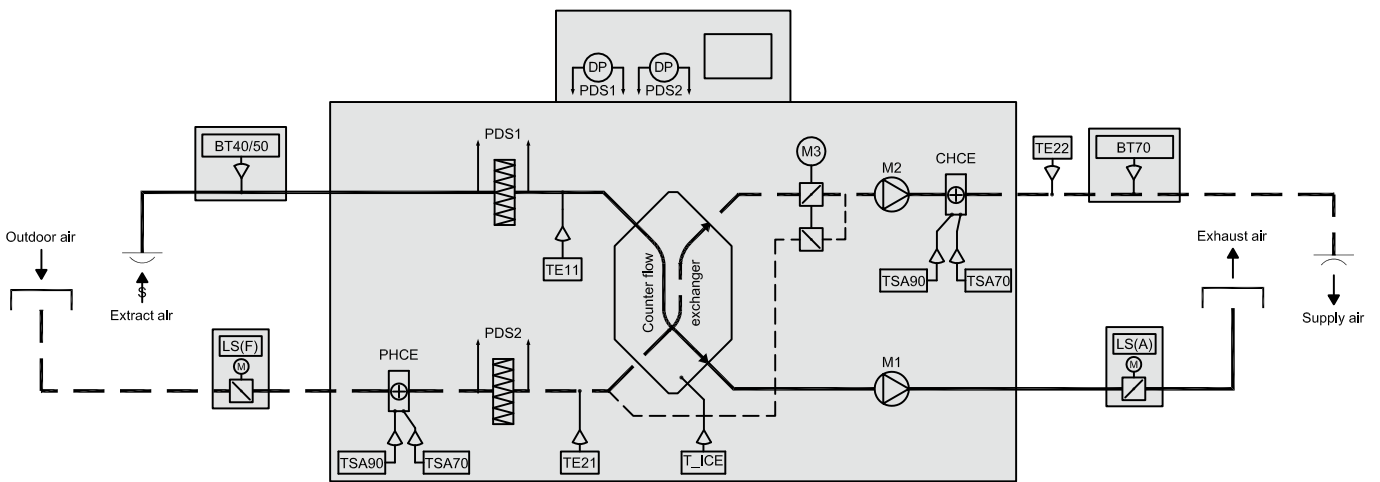 DP
DP
PDS1
PDS2
BT40/50
PDS1
M3
M2
CHCE
TE22
BT70
Outdoor air
Exhaust air
TE11
Counter flow
exchanger
TSA90
TSA70
$
Extract air
Supply air
LS(F)
M
PHCE
PDS2
M1
LS(A)
M
TSA90
TSA70
TE21
T_ICE